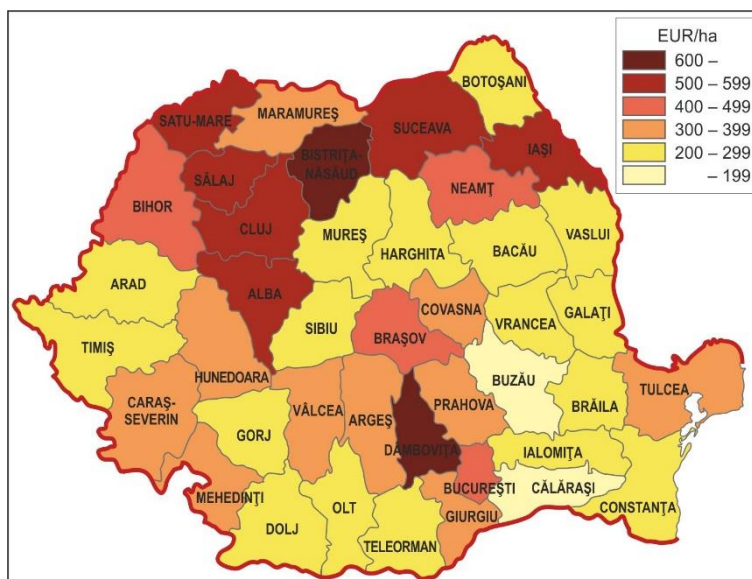 EUR/ha
600 –
500 – 599
400 – 499
300 – 399
200 – 299
– 199
BOTOŞANI
SATU-MARE
MARAMUREŞ
SUCEAVA
IAŞI
BISTRIŢA-
NĂSĂUD
SĂLAJ
NEAMŢ
BIHOR
CLUJ
MUREŞ
HARGHITA
BACĂU
VASLUI
ARAD
ALBA
COVASNA
GALAŢI
SIBIU
VRANCEA
BRAŞOV
TIMIŞ
HUNEDOARA
BUZĂU
TULCEA
CARAŞ-
SEVERIN
VÂLCEA
ARGEŞ
PRAHOVA
BRĂILA
GORJ
DÂMBOVIŢA
IALOMIŢA
MEHEDINŢI
BUCUREŞTI
CĂLĂRAŞI
OLT
GIURGIU
CONSTANŢA
DOLJ
TELEORMAN